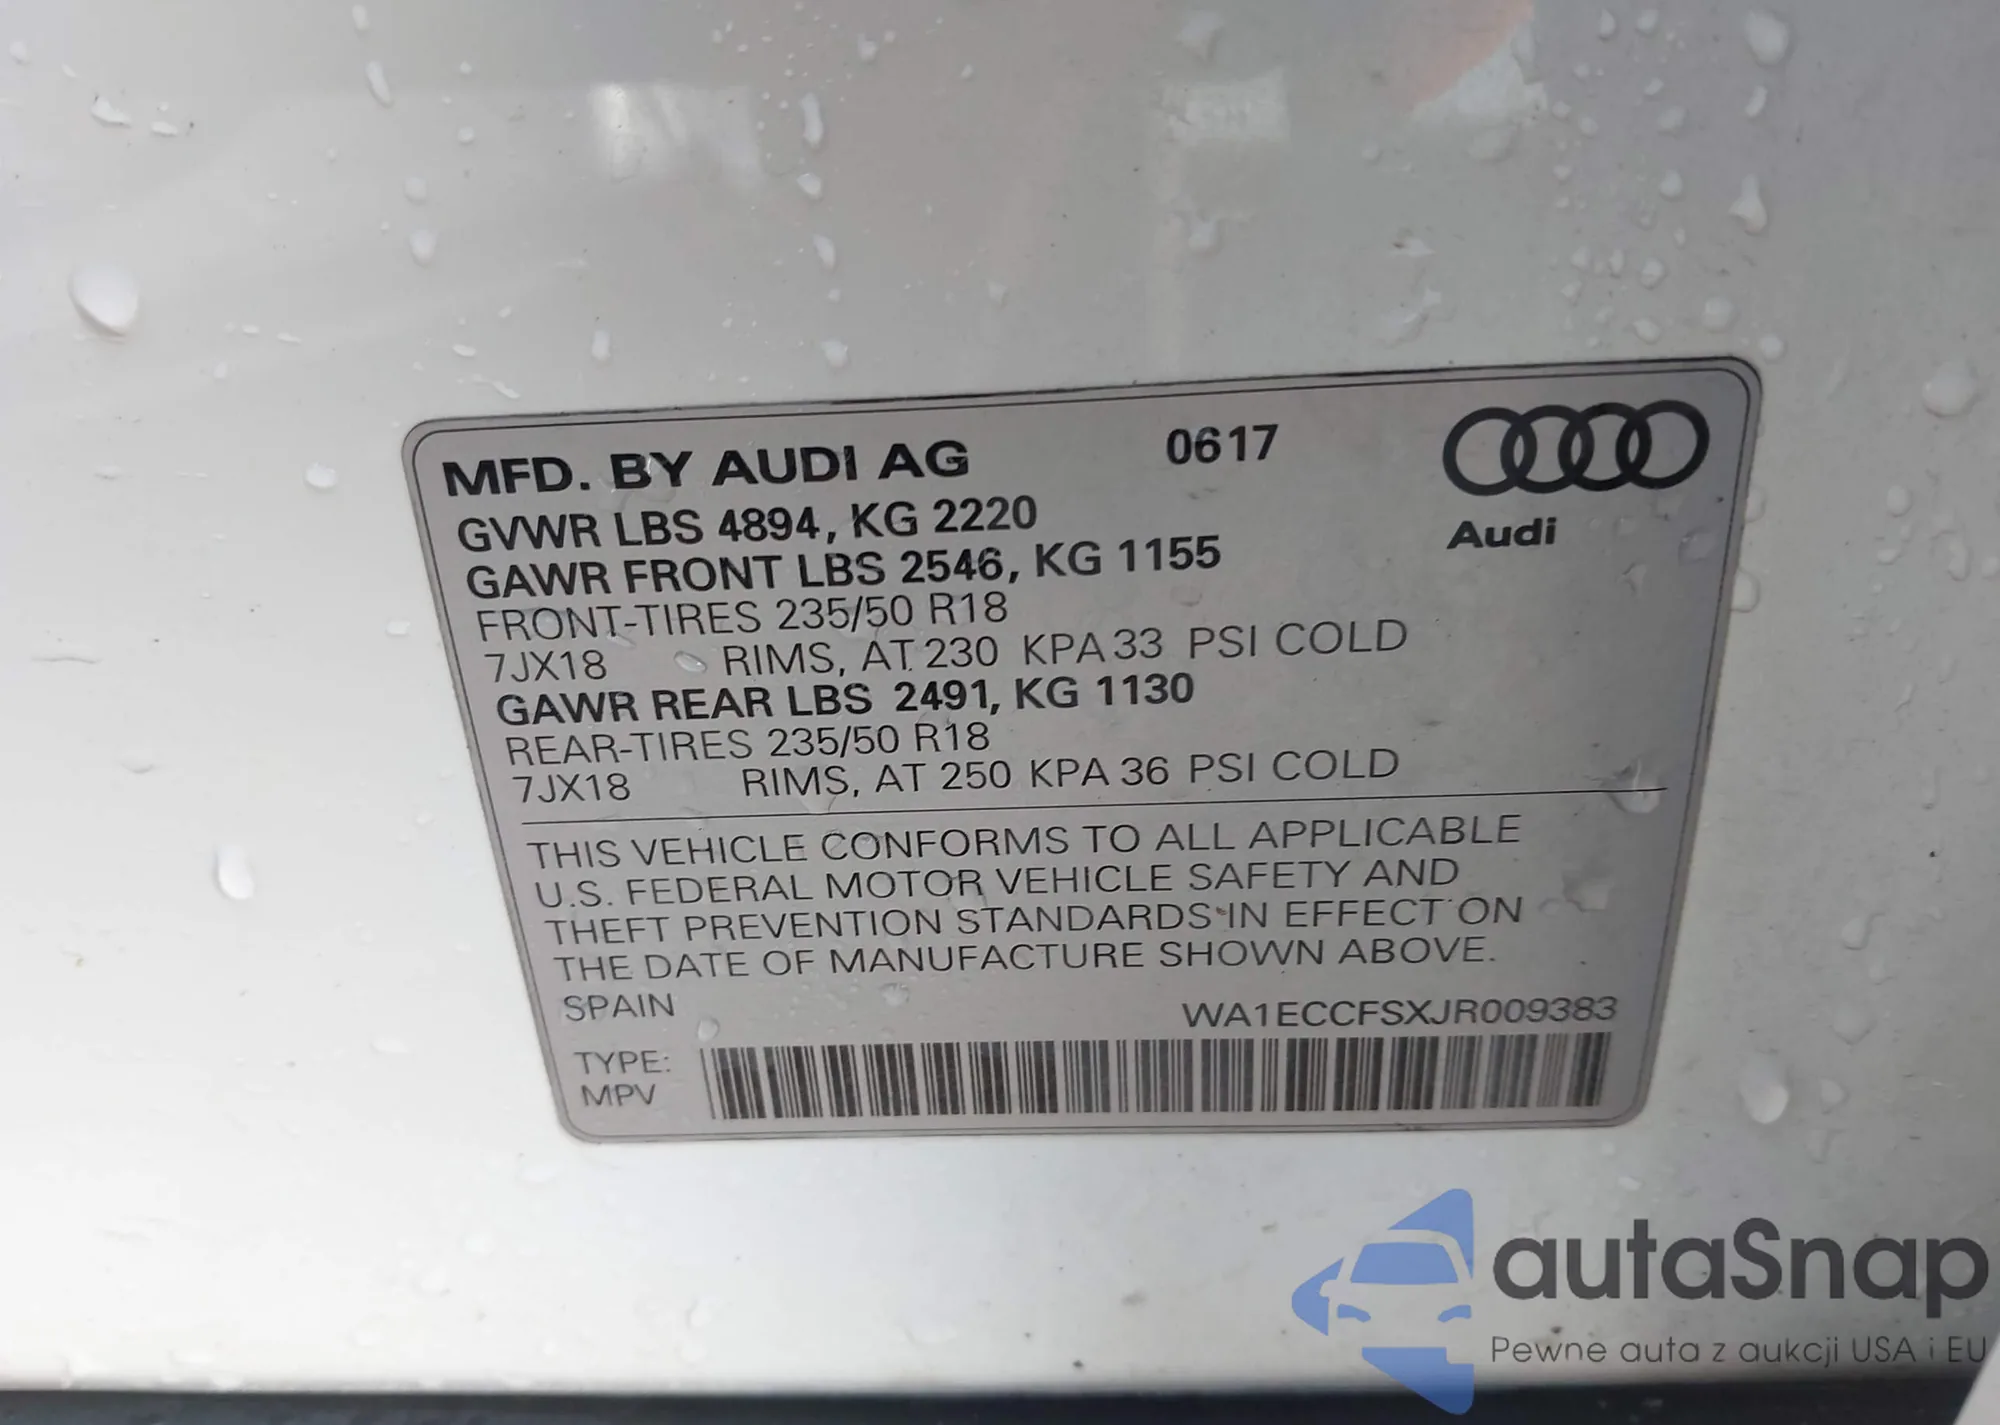 MFD. BY AUDI AG 0617
Audi
GVWR LBS 4894, KG 2220
GAWR FRONT LBS 2546, KG 1155
FRONT-TIRES 235/50 R18
7JX18 RIMS, AT 230 KPA 33 PSI COLD
GAWR REAR LBS 2491, KG 1130
REAR-TIRES 235/50 R18
7JX18 RIMS, AT 250 KPA 36 PSI COLD
THIS VEHICLE CONFORMS TO ALL APPLICABLE
U.S. FEDERAL MOTOR VEHICLE SAFETY AND
THEFT PREVENTION STANDARDS IN EFFECT ON
THE DATE OF MANUFACTURE SHOWN ABOVE.
SPAIN WA1ECCFSXJR009383
TYPE:
MPV
autaSnap
Pewne auta z aukcji USA i EU